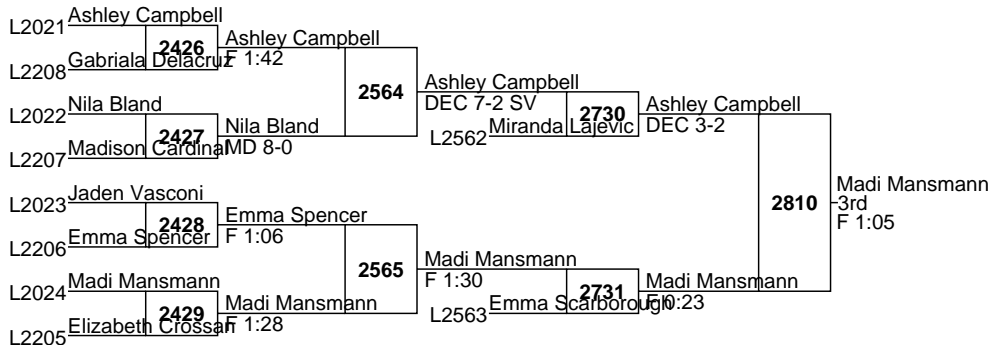 Ashley Campbell
L2021
2426
Ashley Campbell
Gabriala Delacruz
F 1:42
L2208
2564
Ashley Campbell
Nila Bland
DEC 7-2 SV
L2022
2730
Ashley Campbell
2427
Nila Bland
Miranda Lajevic
DEC 3-2
Madison Cardinal
MD 8-0
L2562
L2207
Jaden Vasconi
Madi Mansmann
L2023
2810
3rd
2428
Emma Spencer
F 1:05
Emma Spencer
F 1:06
L2206
2565
Madi Mansmann
Madi Mansmann
F 1:30
L2024
2731
Madi Mansmann
2429
Madi Mansmann
Emma Scarborough
F 0:23
Elizabeth Crossan
F 1:28
L2563
L2205